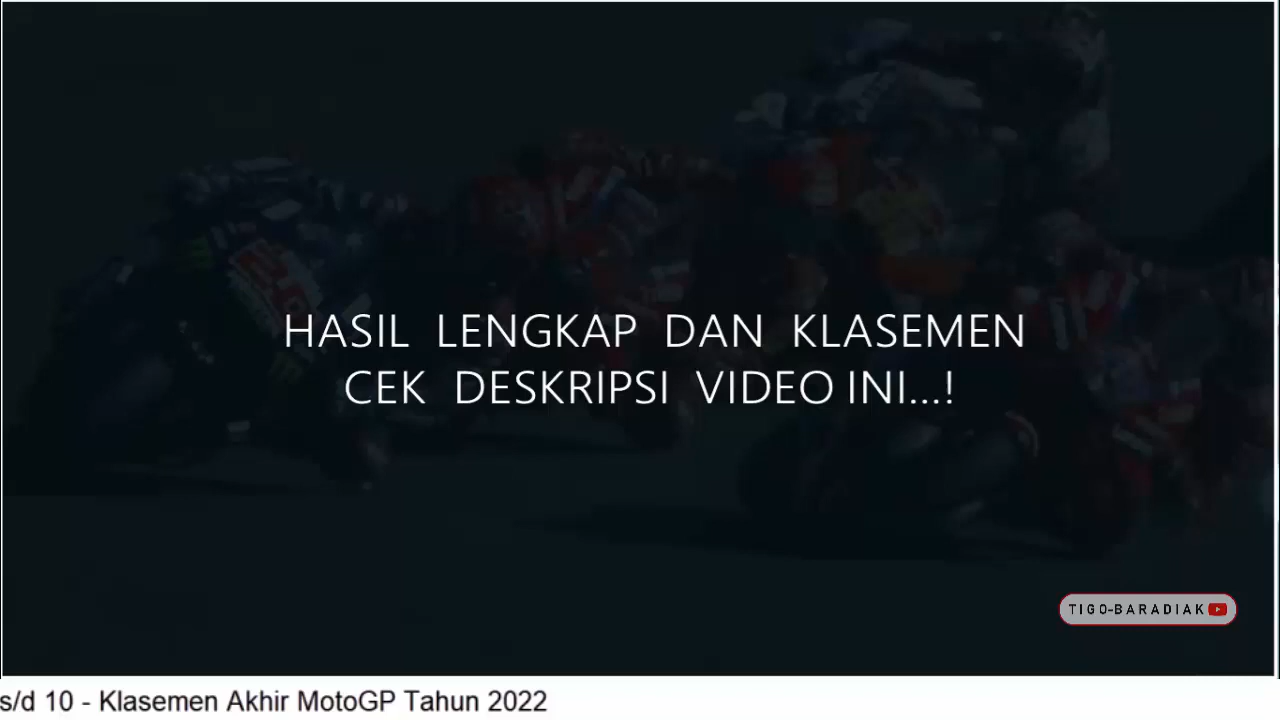 HASIL LENGKAP DAN KLASEMEN
CEK DESKRIPSI VIDEO INI...!
TIGO-BARADIAK
s/d 10 - Klasemen Akhir MotoGP Tahun 2022